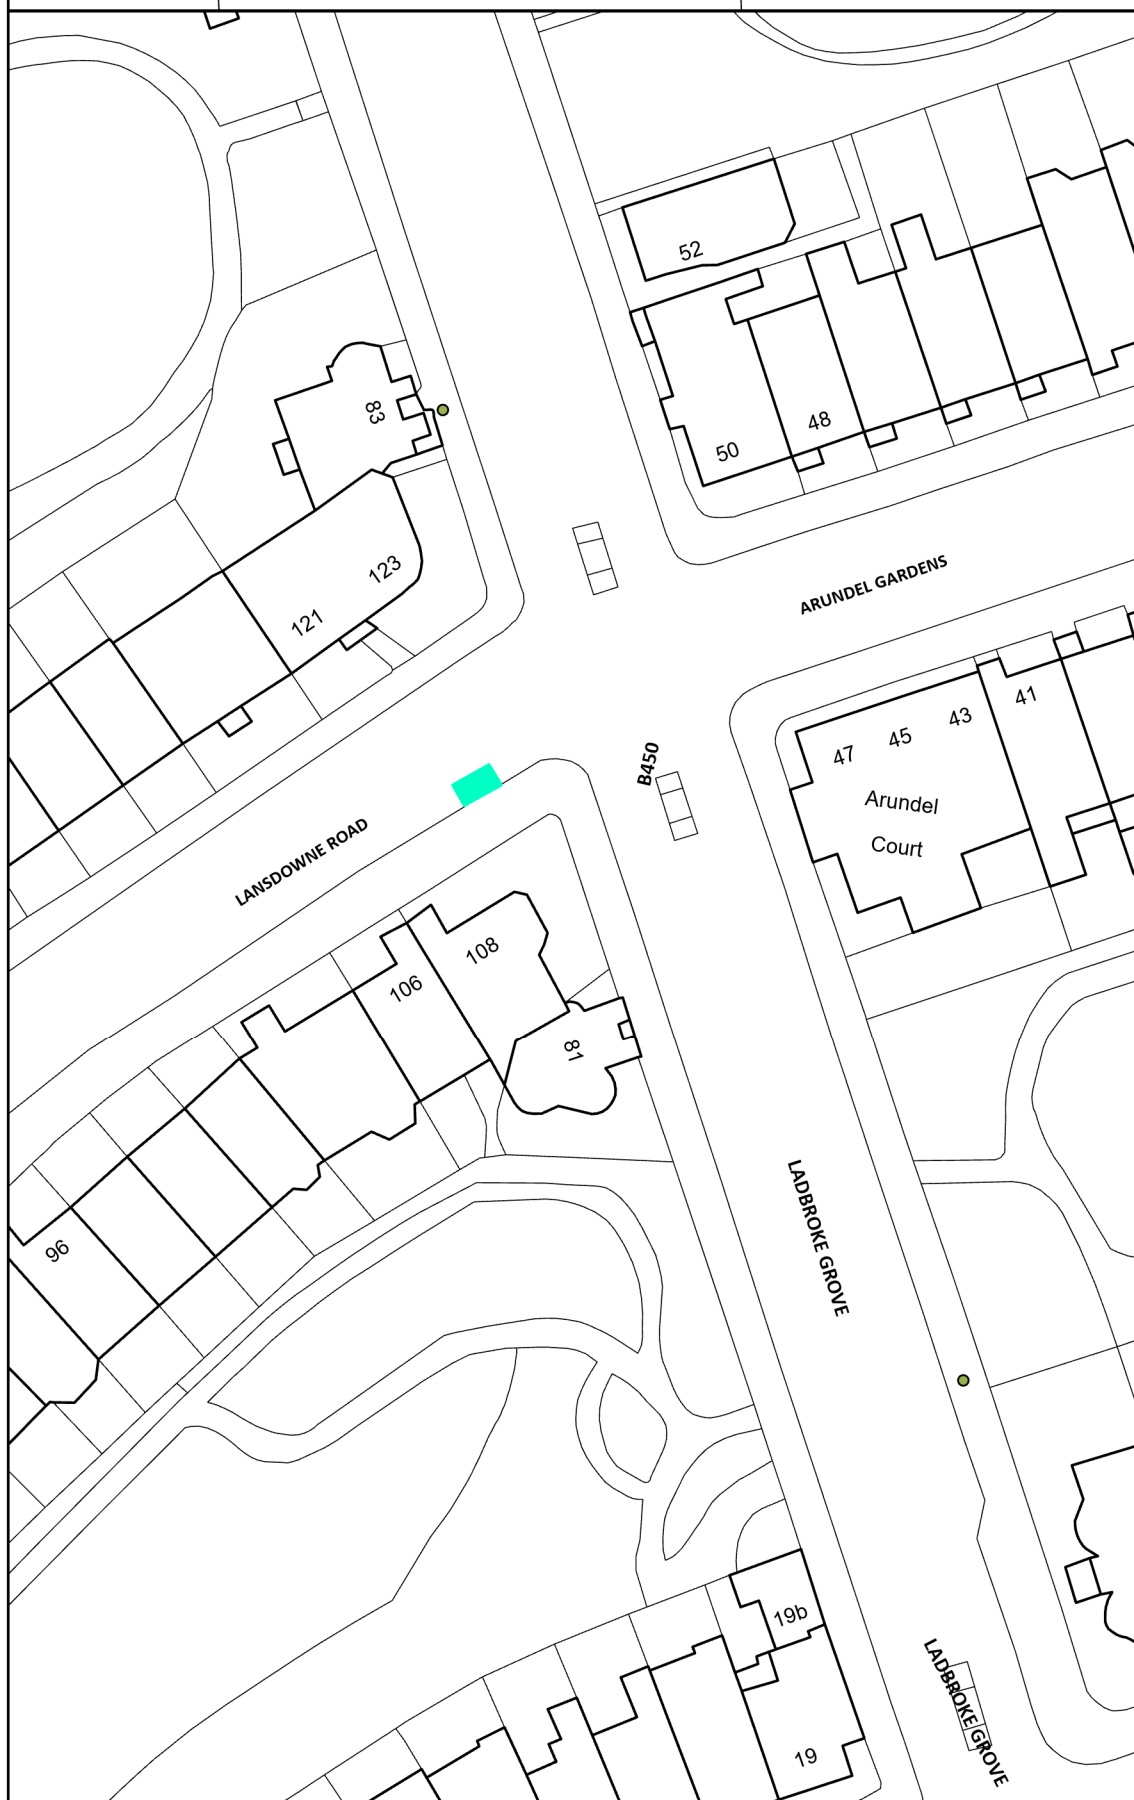 52
83
48
50
ARUNDEL GARDENS
123
121
41
43
45
47
B450
Arundel
Court
LANSDOWNE ROAD
108
106
81
LADBROKE GROVE
96
19b
LADBROKE GROVE
19